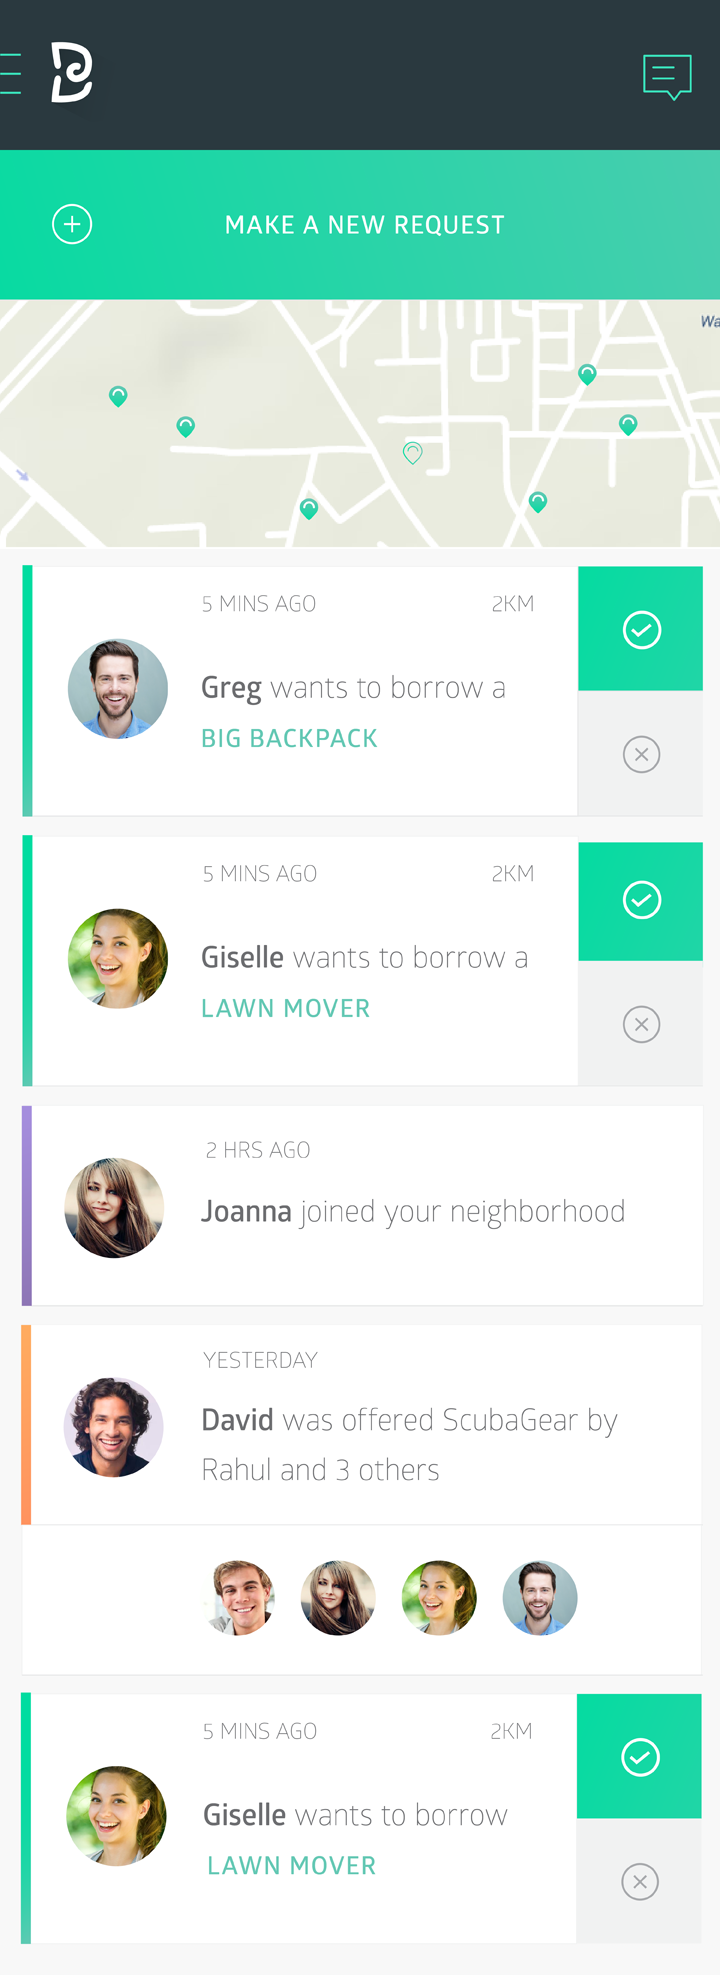 MAKE A NEW REQUEST
Wa
5 MINS AGO 2KM
Greg wants to borrow a
BIG BACKPACK
5 MINS AGO 2KM
Giselle wants to borrow a
LAWN MOVER
2 HRS AGO
Joanna joined your neighborhood
YESTERDAY
David was offered ScubaGear by
Rahul and 3 others
5 MINS AGO 2KM
Giselle wants to borrow
LAWN MOVER